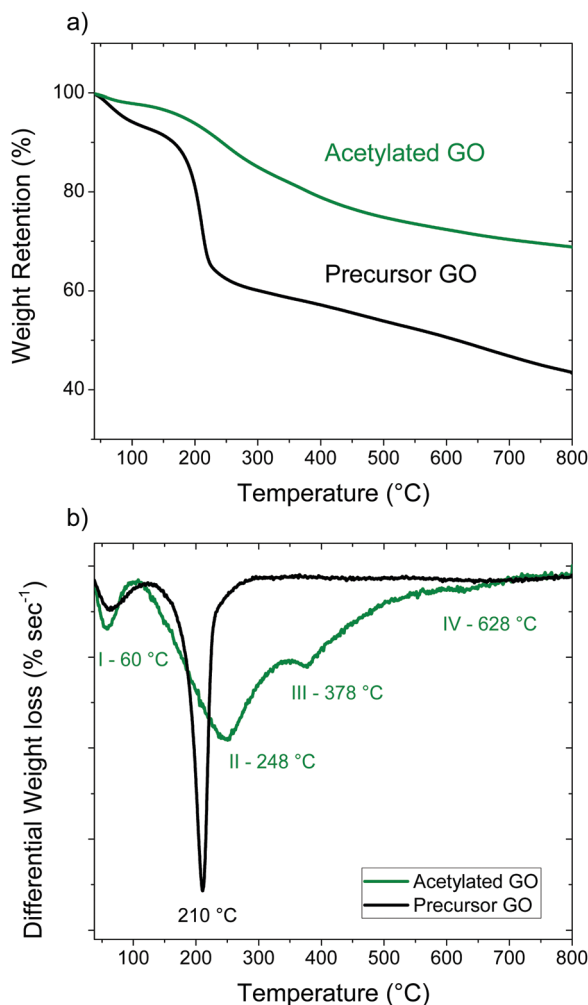 a)
Weight Retention (%)
100
80
60
40
Acetylated GO
Precursor GO
100 200 300 400 500 600 700 800
Temperature (°C)
b)
Differential Weight loss (% sec⁻¹)
I - 60 °C
II - 248 °C
III - 378 °C
IV - 628 °C
210 °C
Acetylated GO
Precursor GO
100 200 300 400 500 600 700 800
Temperature (°C)